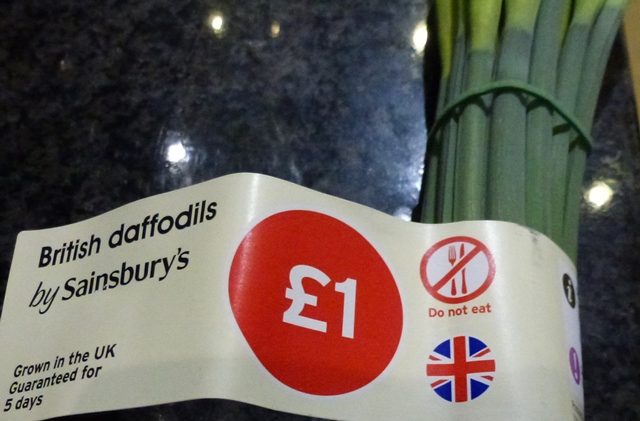 British daffodils
by Sainsbury's
£1
Do not eat
Grown in the UK
Guaranteed for
5 days